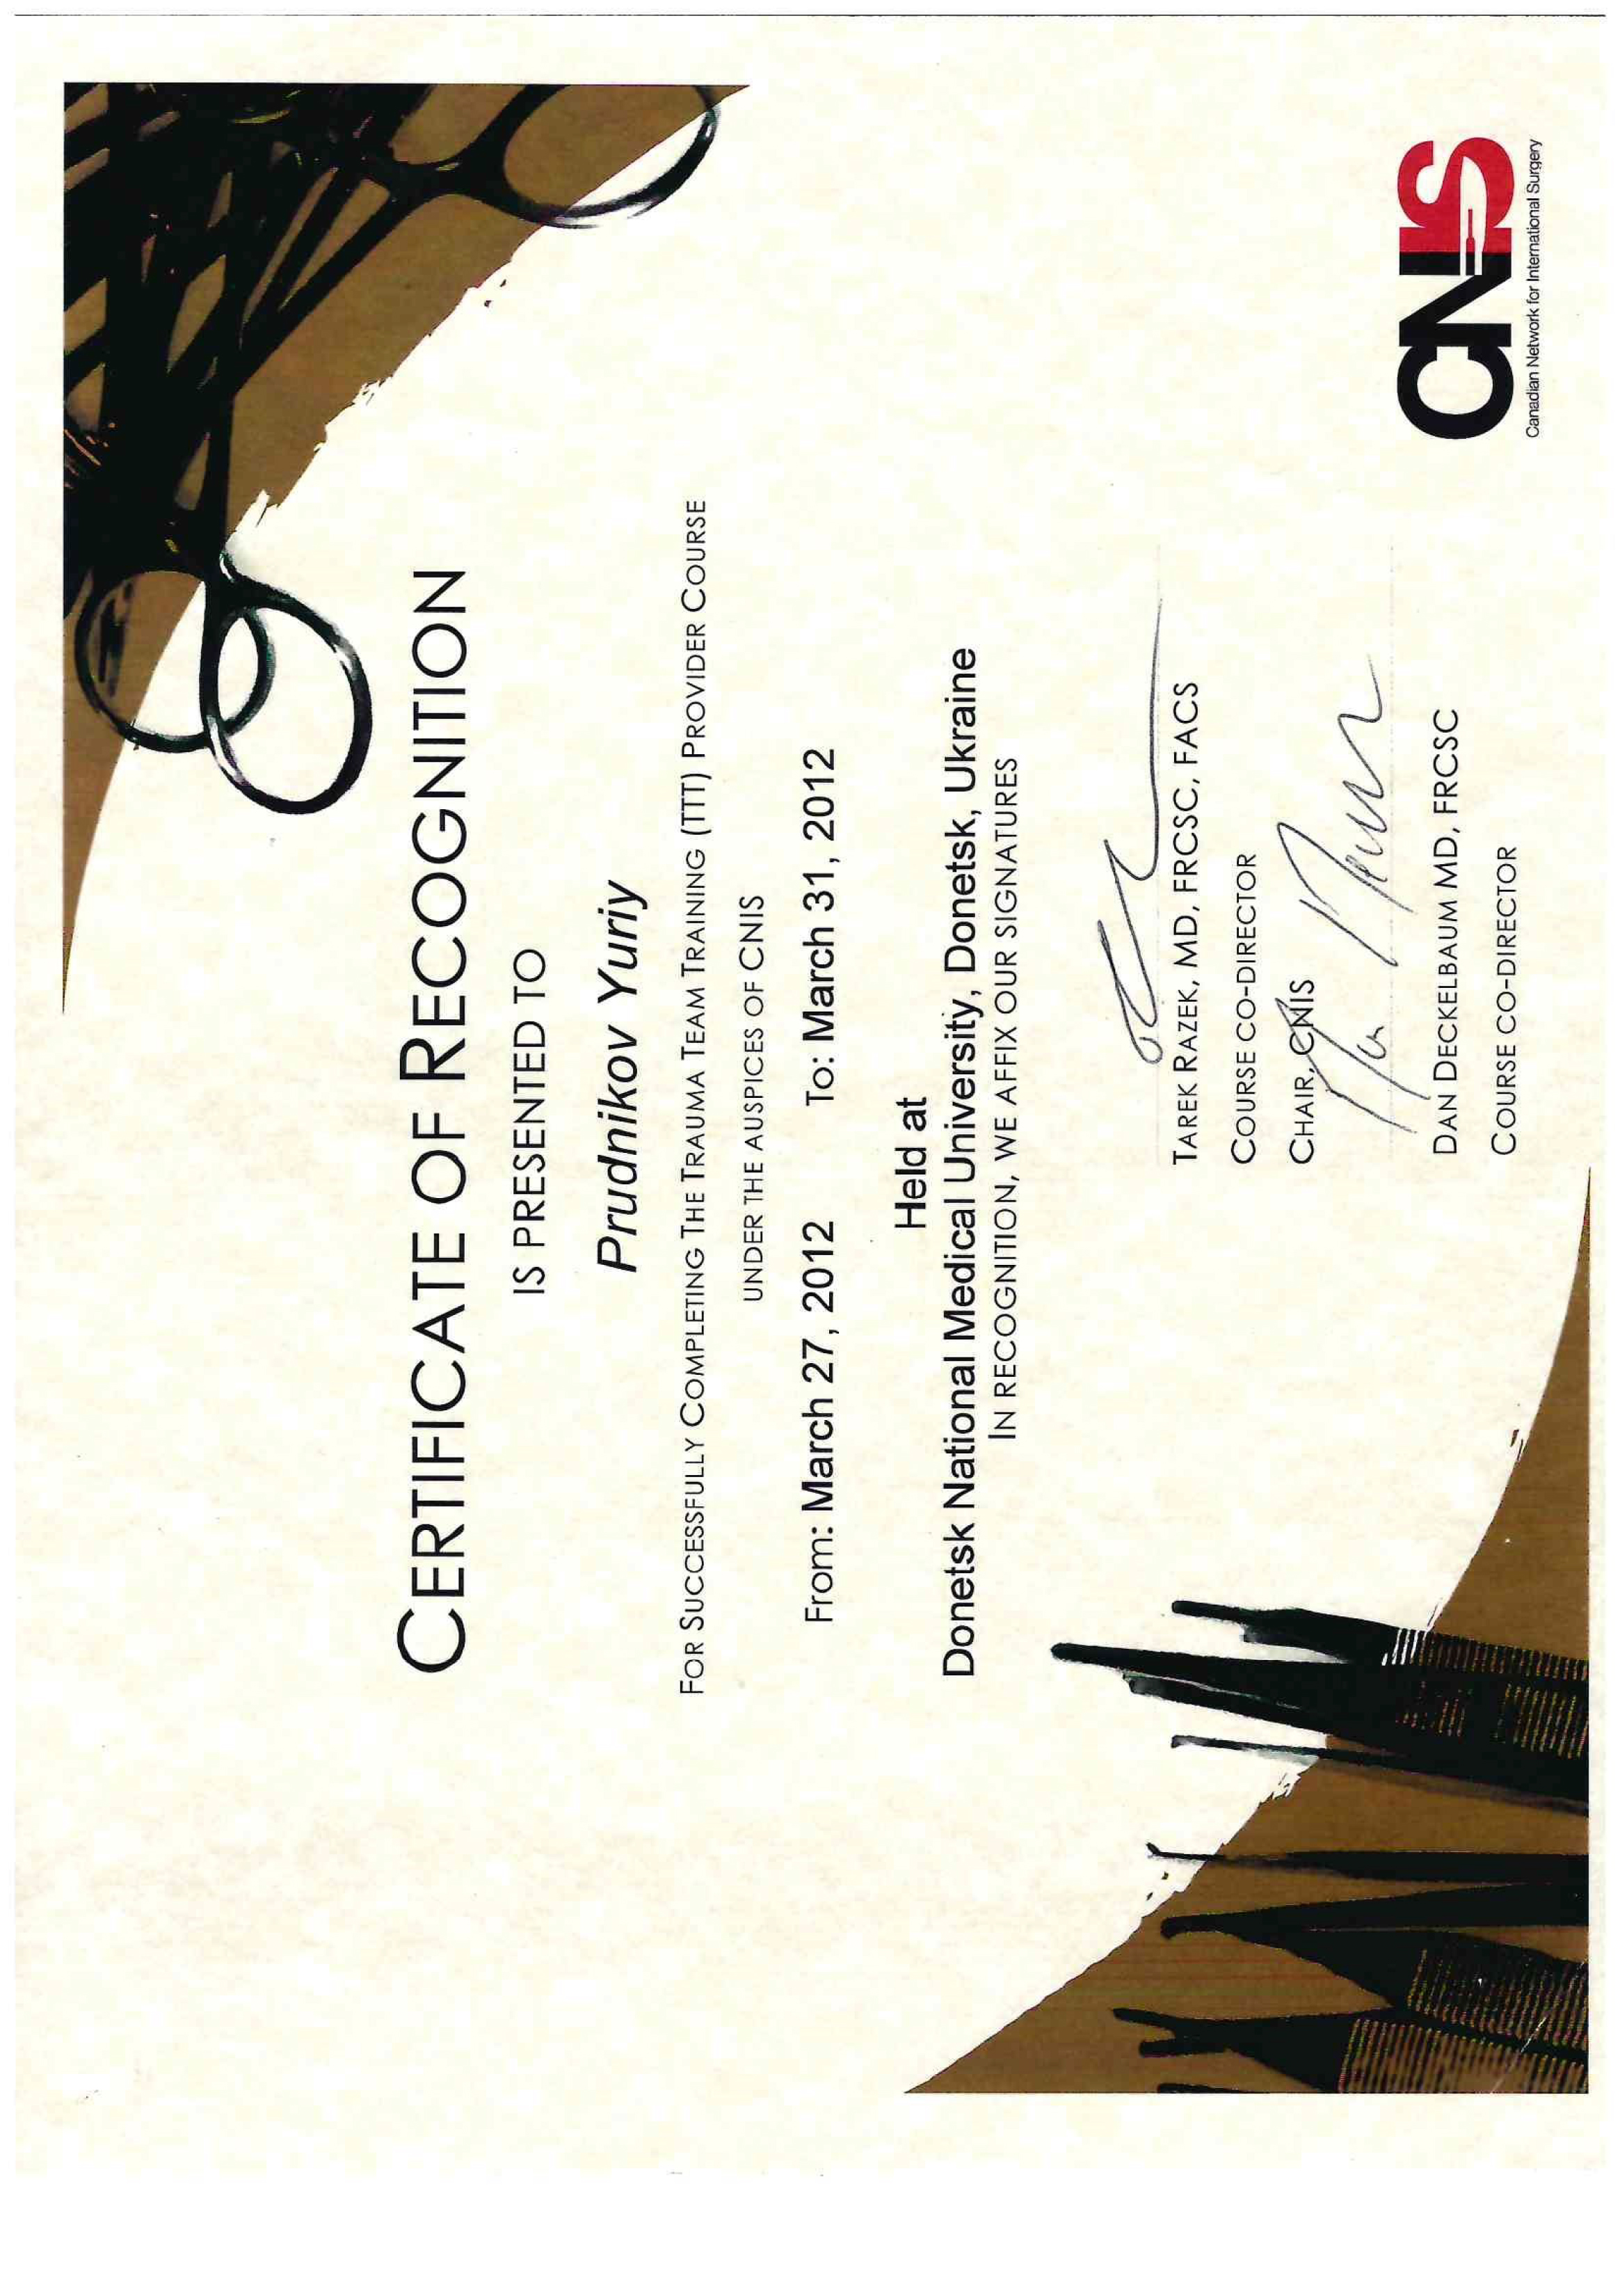 CERTIFICATE OF RECOGNITION
IS PRESENTED TO
Prudnikov Yuriy
FOR SUCCESSFULLY COMPLETING THE TRAUMA TEAM TRAINING (TTT) PROVIDER COURSE
UNDER THE AUSPICES OF CNIS
From: March 27, 2012 To: March 31, 2012
Held at
Donetsk National Medical University, Donetsk, Ukraine
IN RECOGNITION, WE AFFIX OUR SIGNATURES
TAREK RAZEK, MD, FRCSC, FACS
COURSE CO-DIRECTOR
CHAIR, CNIS
DAN DECKELBAUM MD, FRCSC
COURSE CO-DIRECTOR
CNIS
Canadian Network for International Surgery